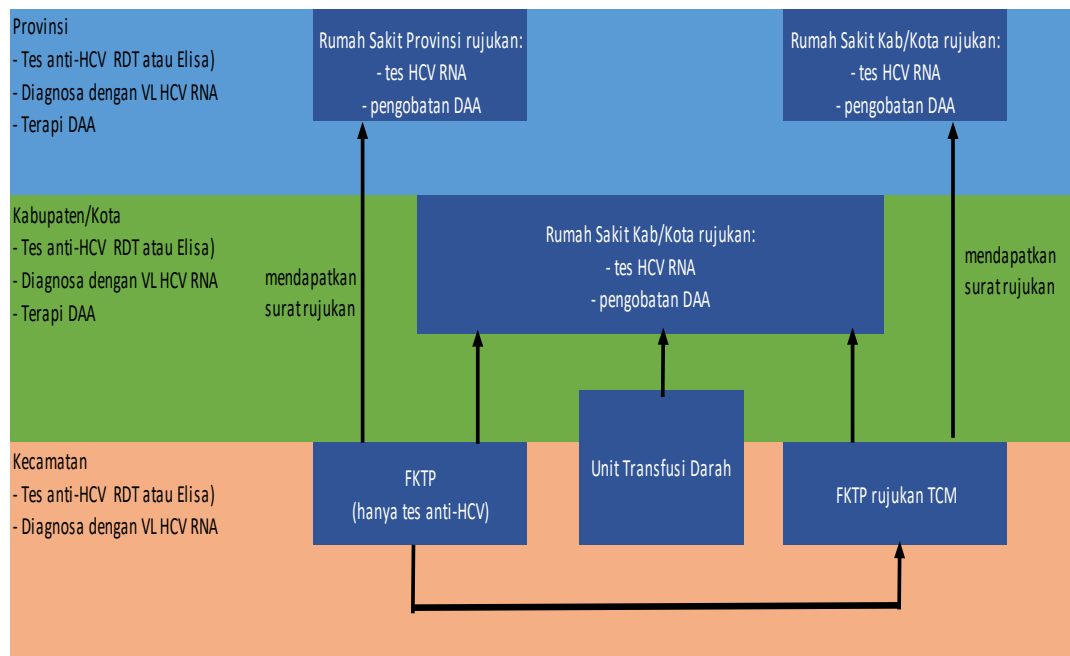 Provinsi
- Tes anti-HCV RDT atau Elisa)
- Diagnosa dengan VL HCV RNA
- Terapi DAA
Rumah Sakit Provinsi rujukan:
- tes HCV RNA
- pengobatan DAA
Rumah Sakit Kab/Kota rujukan:
- tes HCV RNA
- pengobatan DAA
Kabupaten/Kota
- Tes anti-HCV RDT atau Elisa)
- Diagnosa dengan VL HCV RNA
- Terapi DAA
mendapatkan
surat rujukan
Rumah Sakit Kab/Kota rujukan:
- tes HCV RNA
- pengobatan DAA
mendapatkan
surat rujukan
Kecamatan
- Tes anti-HCV RDT atau Elisa)
- Diagnosa dengan VL HCV RNA
FKTP
(hanya tes anti-HCV)
Unit Transfusi Darah
FKTP rujukan TCM